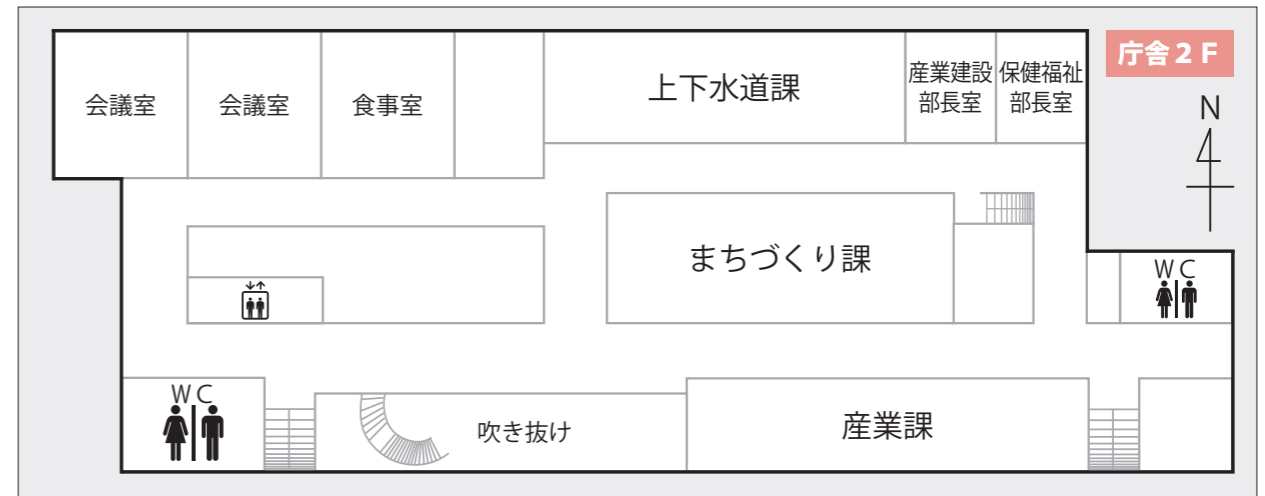 庁舎２Ｆ
N
会議室
会議室
食事室
上下水道課
産業建設
部長室
保健福祉
部長室
まちづくり課
WC
WC
吹き抜け
産業課